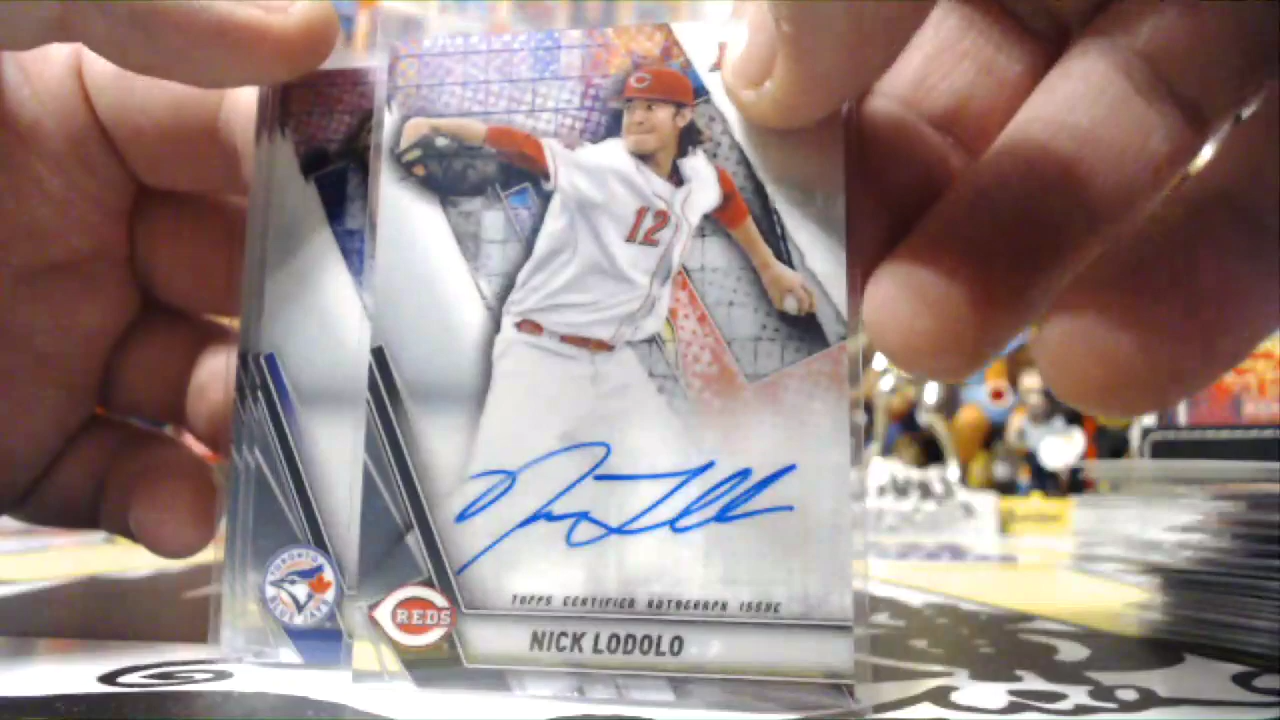 C
12
TORONTO
BLUE JAYS
REDS
TOPPS CERTIFIED AUTOGRAPH ISSUE
NICK LODOLO